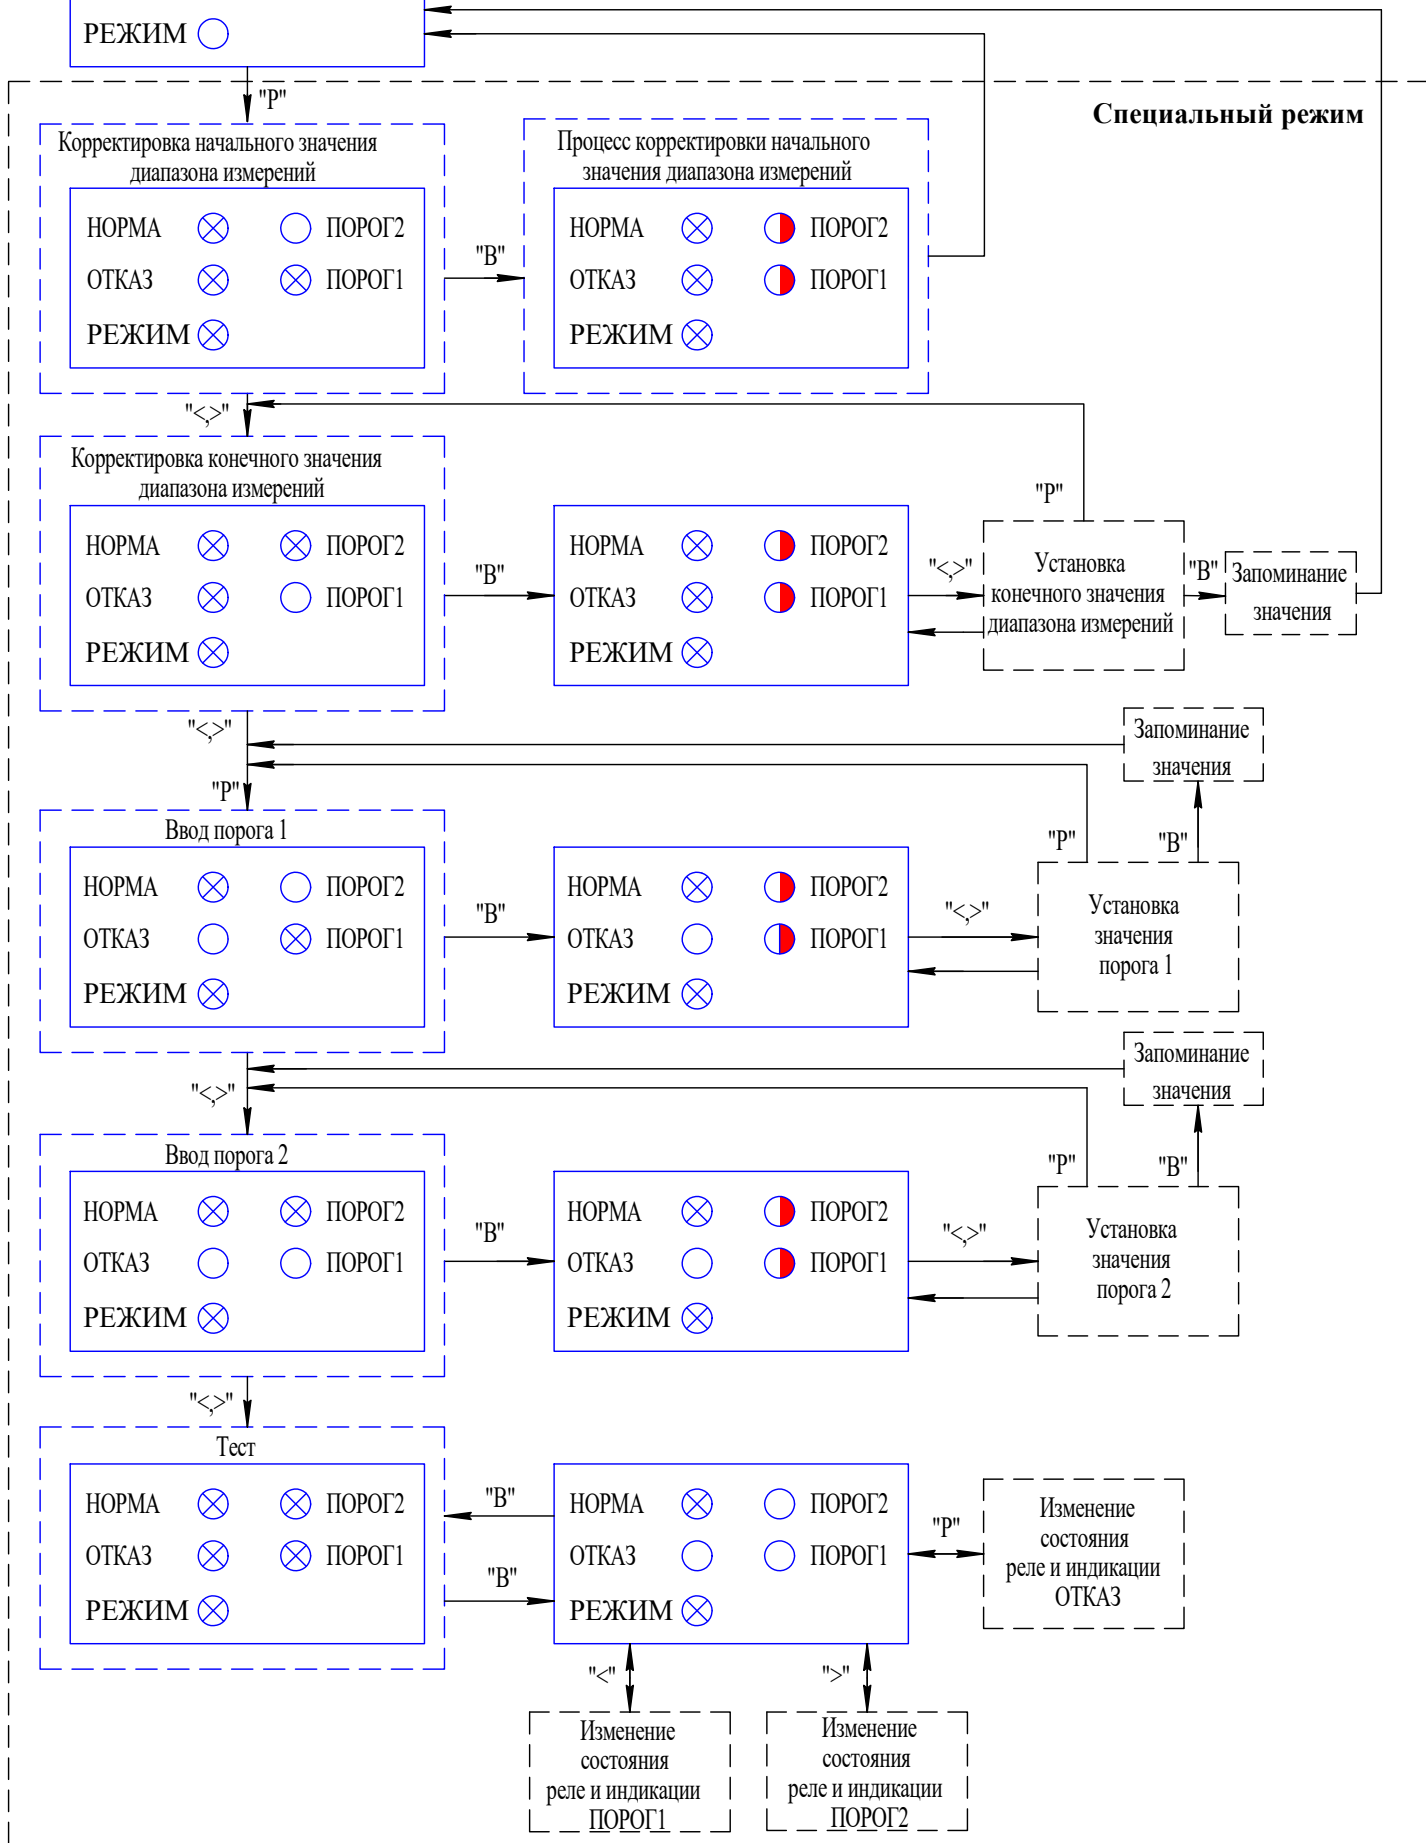 РЕЖИМ
"Р"
Специальный режим
Корректировка начального значения
диапазона измерений
НОРМА
ПОРОГ2
ОТКАЗ
ПОРОГ1
РЕЖИМ
"В"
Процесс корректировки начального
значения диапазона измерений
НОРМА
ПОРОГ2
ОТКАЗ
ПОРОГ1
РЕЖИМ
"<,>"
Корректировка конечного значения
диапазона измерений
НОРМА
ПОРОГ2
ОТКАЗ
ПОРОГ1
РЕЖИМ
"В"
НОРМА
ПОРОГ2
ОТКАЗ
ПОРОГ1
РЕЖИМ
"<,>"
"Р"
Установка
конечного значения
диапазона измерений
"В"
Запоминание
значения
"<,>"
"Р"
Запоминание
значения
Ввод порога 1
НОРМА
ПОРОГ2
ОТКАЗ
ПОРОГ1
РЕЖИМ
"В"
НОРМА
ПОРОГ2
ОТКАЗ
ПОРОГ1
РЕЖИМ
"<,>"
"Р"
"В"
Установка
значения
порога 1
"<,>"
Запоминание
значения
Ввод порога 2
НОРМА
ПОРОГ2
ОТКАЗ
ПОРОГ1
РЕЖИМ
"В"
НОРМА
ПОРОГ2
ОТКАЗ
ПОРОГ1
РЕЖИМ
"<,>"
"Р"
"В"
Установка
значения
порога 2
"<,>"
Тест
НОРМА
ПОРОГ2
ОТКАЗ
ПОРОГ1
РЕЖИМ
"В"
"В"
НОРМА
ПОРОГ2
ОТКАЗ
ПОРОГ1
РЕЖИМ
"Р"
Изменение
состояния
реле и индикации
ОТКАЗ
"<"
">"
Изменение
состояния
реле и индикации
ПОРОГ1
Изменение
состояния
реле и индикации
ПОРОГ2